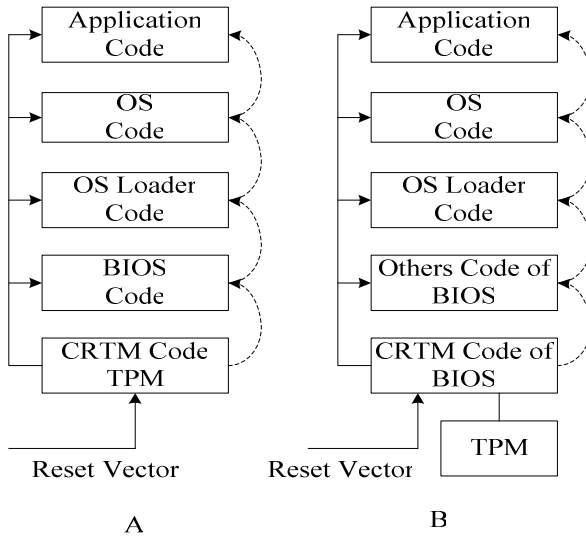 Application
Code
OS
Code
OS Loader
Code
BIOS
Code
CRTM Code
TPM
Reset Vector
A
Application
Code
OS
Code
OS Loader
Code
Others Code of
BIOS
CRTM Code of
BIOS
TPM
Reset Vector
B